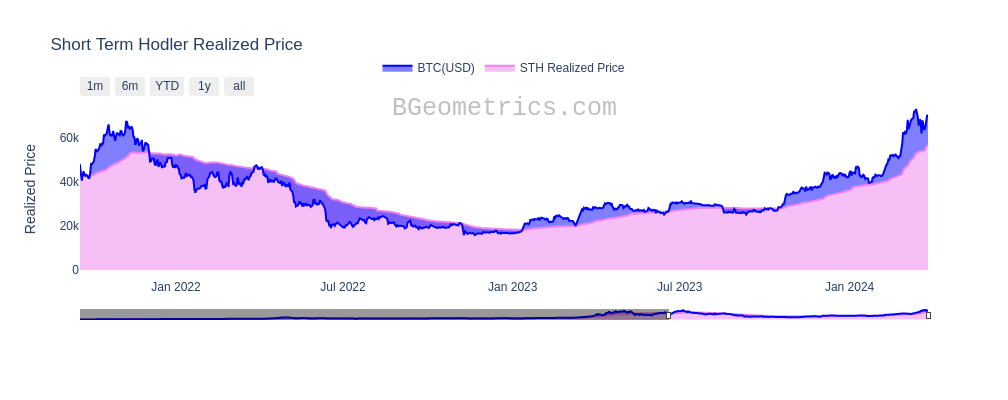 Short Term Hodler Realized Price
BTC(USD) STH Realized Price
1m 6m YTD 1y all
BGeometrics.com
Realized Price
60k
40k
20k
0
Jan 2022 Jul 2022 Jan 2023 Jul 2023 Jan 2024